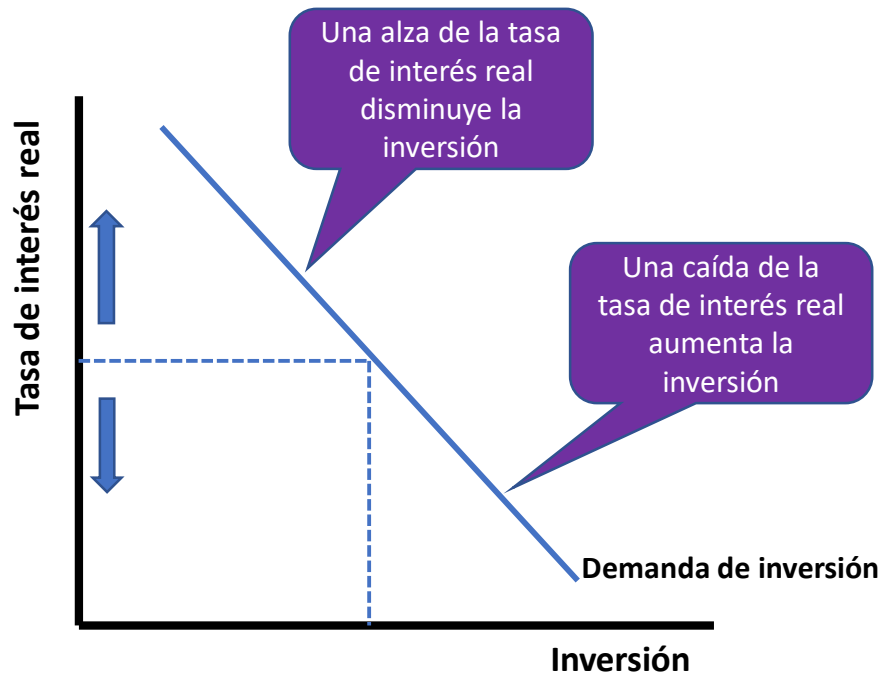 Una alza de la tasa
de interés real
disminuye la
inversión
Tasa de interés real
Una caída de la
tasa de interés real
aumenta la
inversión
Demanda de inversión
Inversión